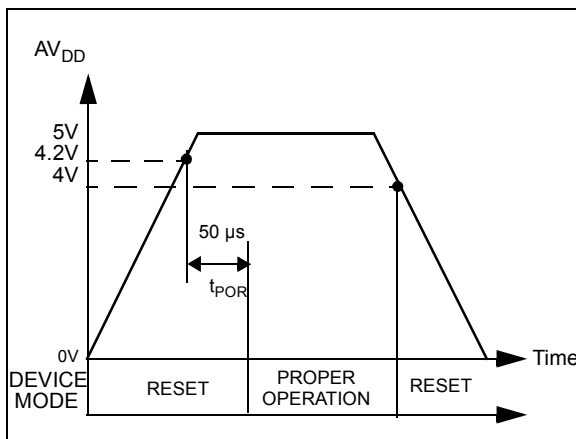 AVDD
5V
4.2V
4V
50 µs
tPOR
0V
Time
DEVICE MODE
RESET
PROPER OPERATION
RESET